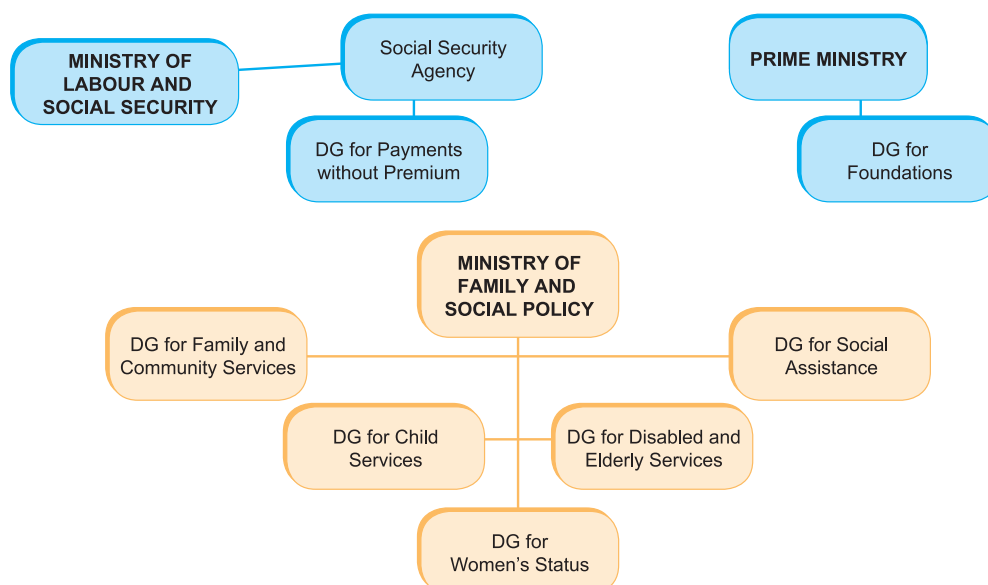 MINISTRY OF
LABOUR AND
SOCIAL SECURITY
Social Security
Agency
DG for Payments
without Premium
PRIME MINISTRY
DG for
Foundations
MINISTRY OF
FAMILY AND
SOCIAL POLICY
DG for Family and
Community Services
DG for Social
Assistance
DG for Child
Services
DG for Disabled and
Elderly Services
DG for
Women’s Status